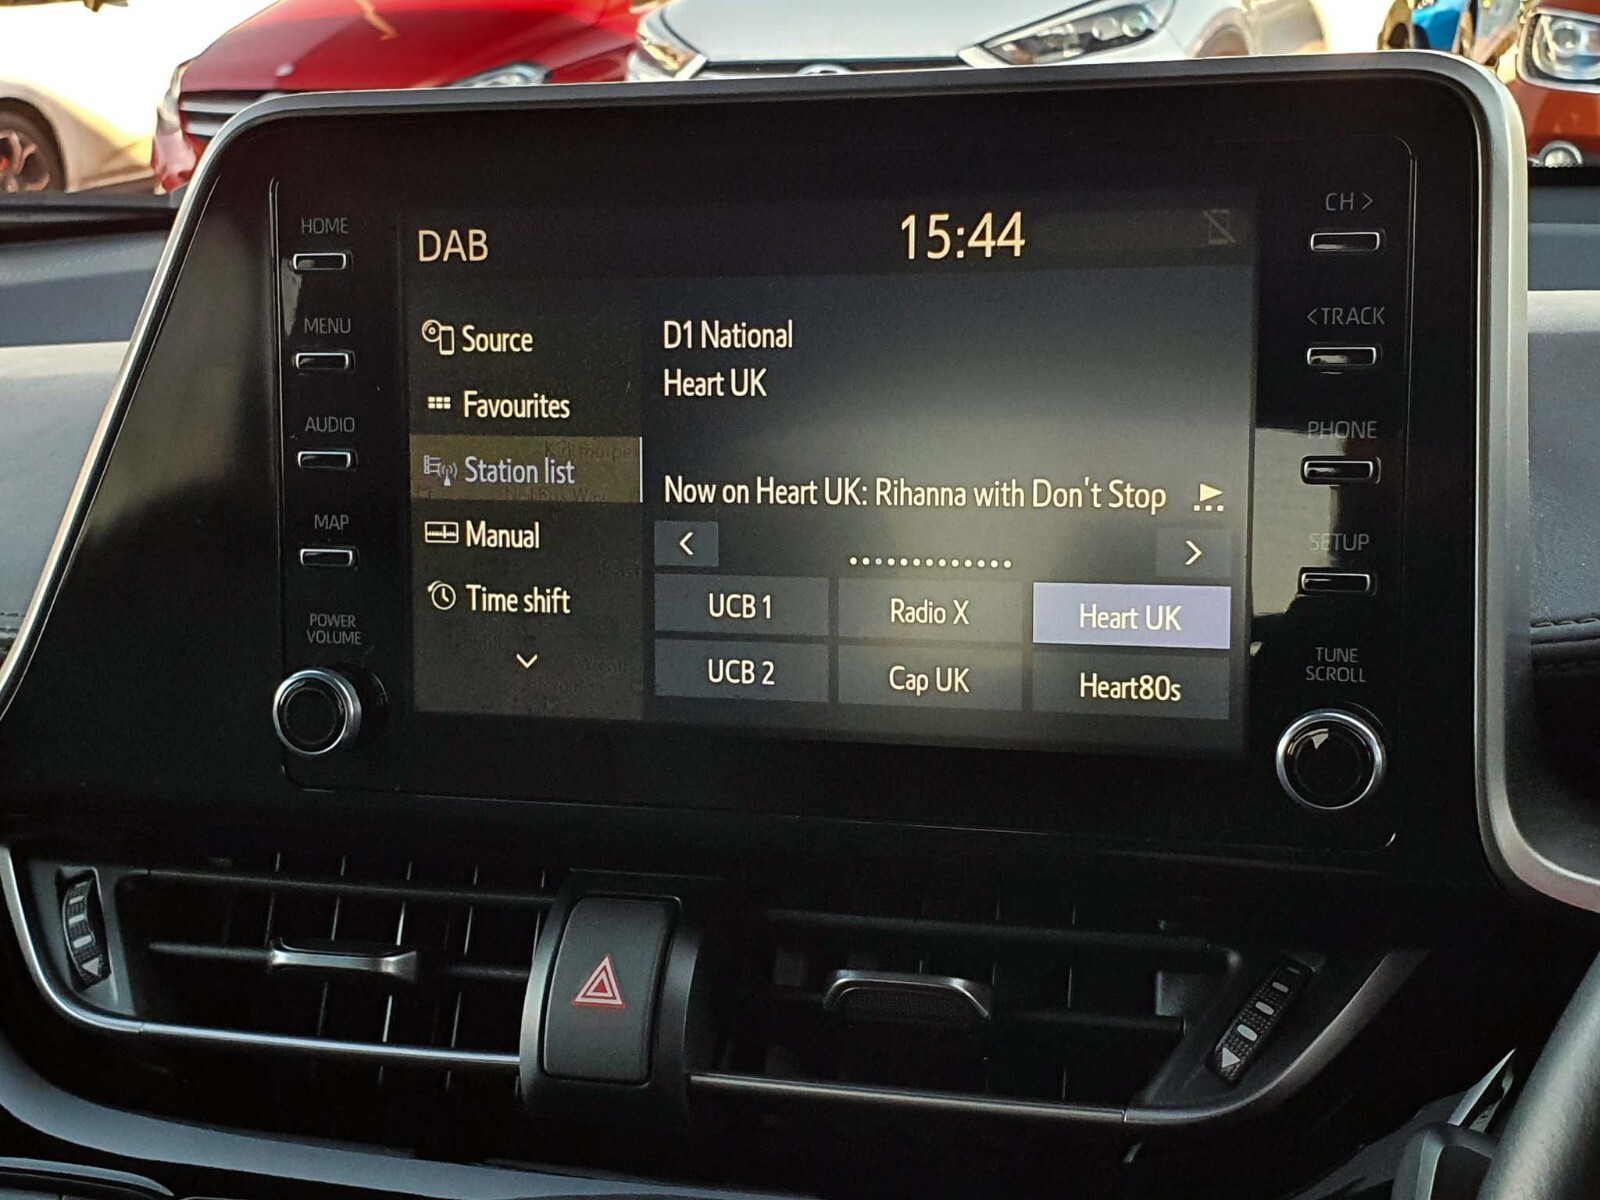 HOME
MENU
AUDIO
MAP
POWER
VOLUME
DAB
15:44
Source
Favourites
Station list
Manual
Time shift
D1 National
Heart UK
Now on Heart UK: Rihanna with Don't Stop
...
UCB 1
Radio X
Heart UK
UCB 2
Cap UK
Heart80s
CH >
< TRACK
PHONE
SETUP
TUNE
SCROLL